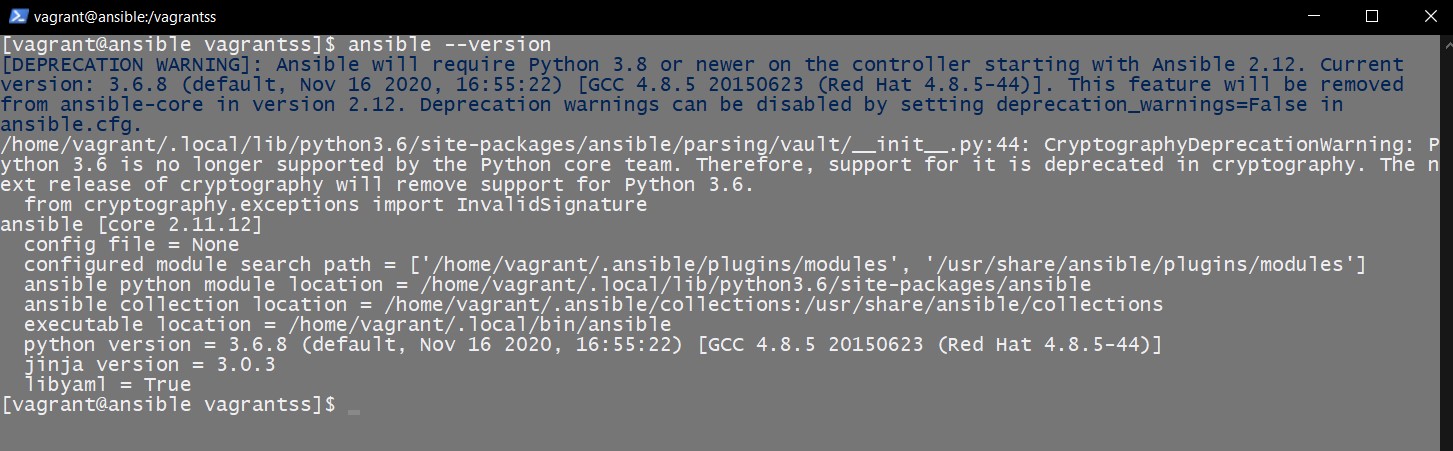 vagrant@ansible:/vagrantss
[vagrant@ansible vagrantss]$ ansible --version
[DEPRECATION WARNING]: Ansible will require Python 3.8 or newer on the controller starting with Ansible 2.12. Current
version: 3.6.8 (default, Nov 16 2020, 16:55:22) [GCC 4.8.5 20150623 (Red Hat 4.8.5-44)]. This feature will be removed
from ansible-core in version 2.12. Deprecation warnings can be disabled by setting deprecation_warnings=False in
ansible.cfg.
/home/vagrant/.local/lib/python3.6/site-packages/ansible/parsing/vault/__init__.py:44: CryptographyDeprecationWarning: P
ython 3.6 is no longer supported by the Python core team. Therefore, support for it is deprecated in cryptography. The n
ext release of cryptography will remove support for Python 3.6.
  from cryptography.exceptions import InvalidSignature
ansible [core 2.11.12]
  config file = None
  configured module search path = ['/home/vagrant/.ansible/plugins/modules', '/usr/share/ansible/plugins/modules']
  ansible python module location = /home/vagrant/.local/lib/python3.6/site-packages/ansible
  ansible collection location = /home/vagrant/.ansible/collections:/usr/share/ansible/collections
  executable location = /home/vagrant/.local/bin/ansible
  python version = 3.6.8 (default, Nov 16 2020, 16:55:22) [GCC 4.8.5 20150623 (Red Hat 4.8.5-44)]
  jinja version = 3.0.3
  libyaml = True
[vagrant@ansible vagrantss]$